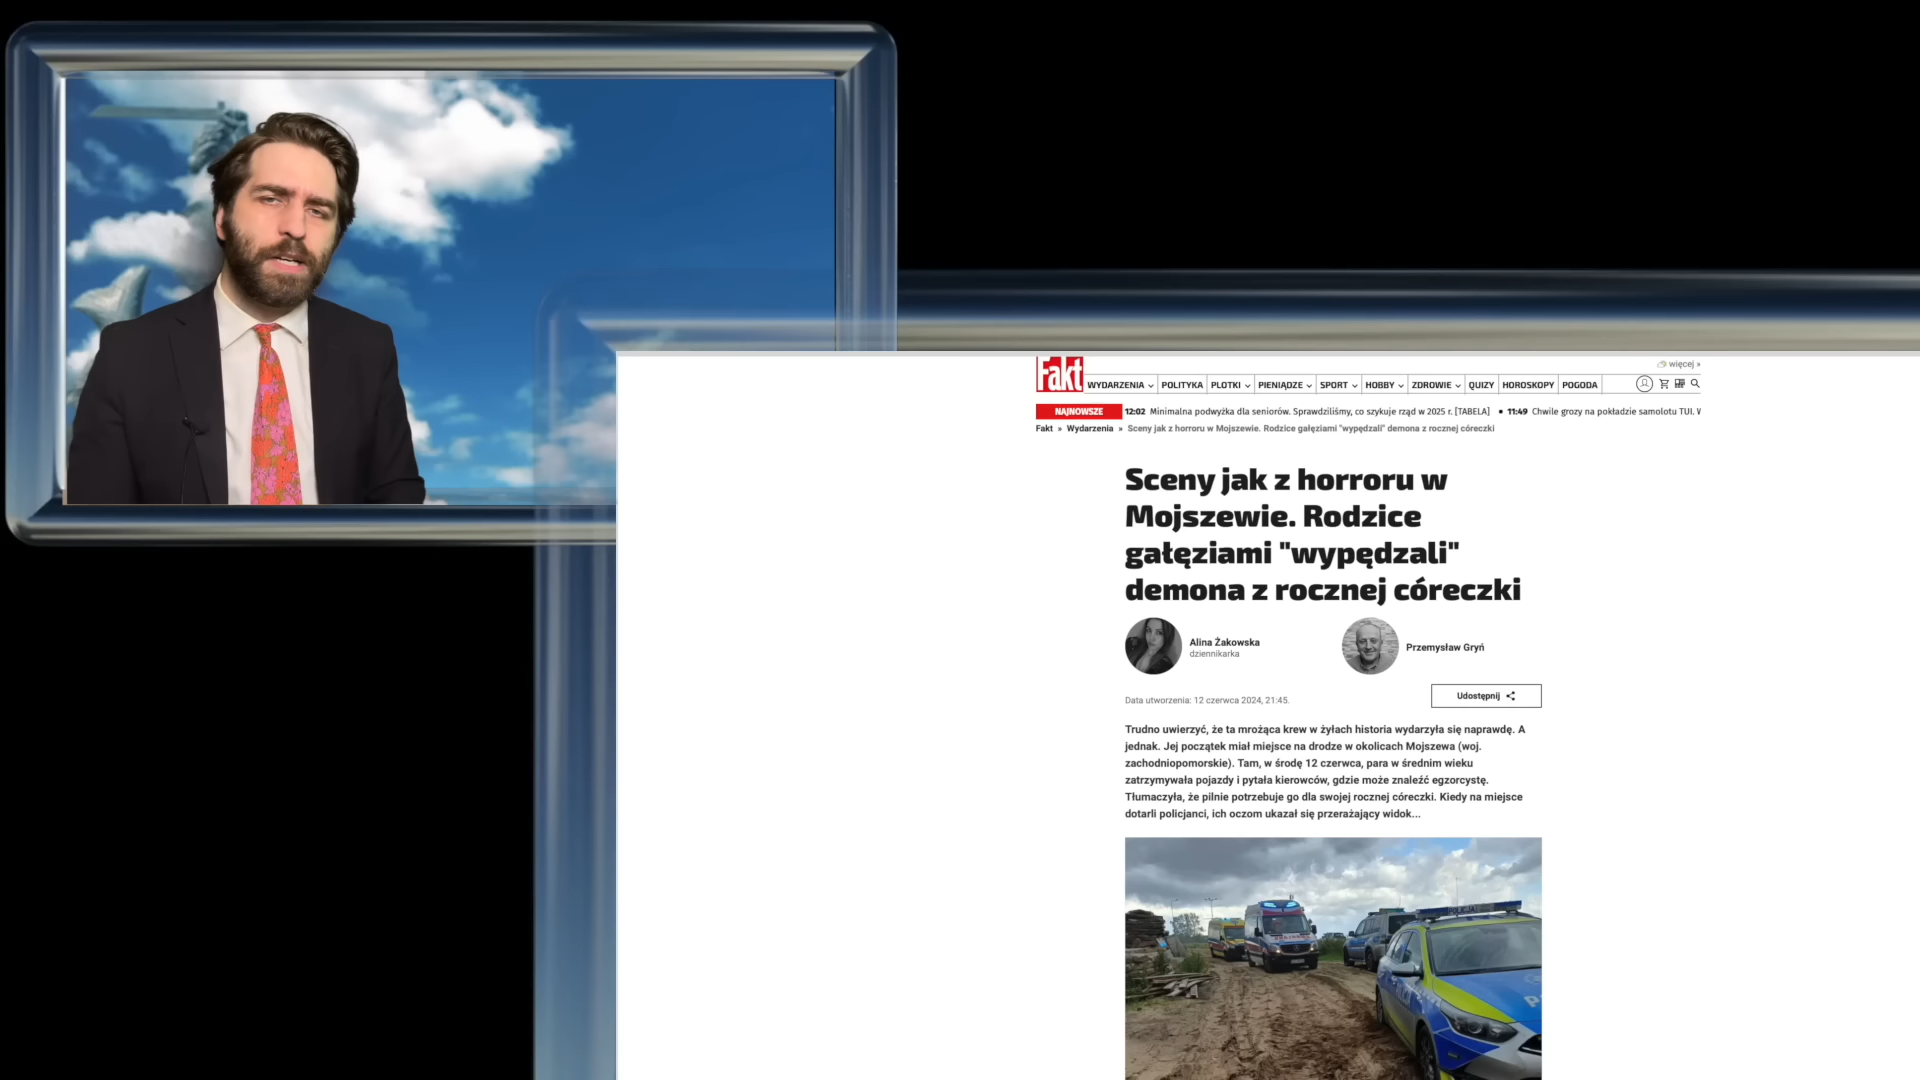 Fakt
więcej »
WYDARZENIA POLITYKA PLOTKI PIENIĄDZE SPORT HOBBY ZDROWIE QUIZY HOROSKOPY POGODA
NAJNOWSZE 12:02 Minimalna podwyżka dla seniorów. Sprawdziliśmy, co szykuje rząd w 2025 r. [TABELA] • 11:49 Chwile grozy na pokładzie samolotu TUI. W
Fakt » Wydarzenia » Sceny jak z horroru w Mojszewie. Rodzice gałęziami "wypędzali" demona z rocznej córeczki
Sceny jak z horroru w
Mojszewie. Rodzice
gałęziami "wypędzali"
demona z rocznej córeczki
Alina Żakowska
dziennikarka
Przemysław Gryń
Data utworzenia: 12 czerwca 2024, 21:45.
Udostępnij
Trudno uwierzyć, że ta mrożąca krew w żyłach historia wydarzyła się naprawdę. A
jednak. Jej początek miał miejsce na drodze w okolicach Mojszewa (woj.
zachodniopomorskie). Tam, w środę 12 czerwca, para w średnim wieku
zatrzymywała pojazdy i pytała kierowców, gdzie może znaleźć egzorcystę.
Tłumaczyła, że pilnie potrzebuje go dla swojej rocznej córeczki. Kiedy na miejsce
dotarli policjanci, ich oczom ukazał się przerażający widok...
POLICJA